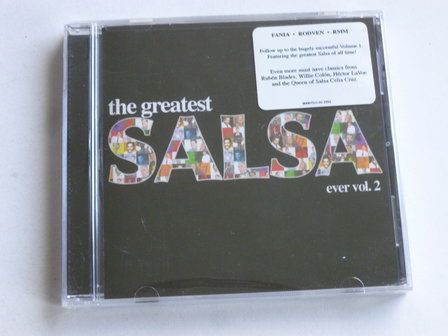 FANIA • RODVEN • RMM
Follow up to the hugely successful Volume 1.
Featuring the greatest Salsa of all time!
Even more must have classics from
Rubén Blades, Willie Colón, Héctor LaVoe
and the Queen of Salsa Celia Cruz.
the greatest
SALSA
ever vol. 2